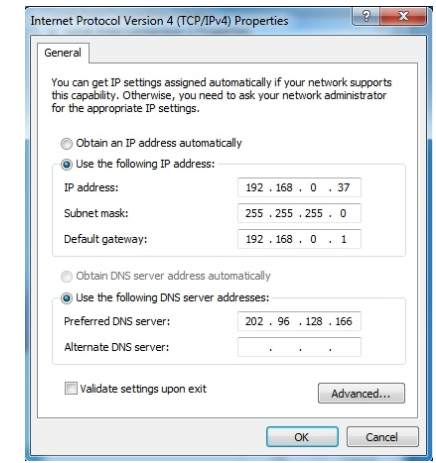 Internet Protocol Version 4 (TCP/IPv4) Properties
General
You can get IP settings assigned automatically if your network supports
this capability. Otherwise, you need to ask your network administrator
for the appropriate IP settings.
Obtain an IP address automatically
Use the following IP address:
IP address: 192 . 168 . 0 . 37
Subnet mask: 255 . 255 . 255 . 0
Default gateway: 192 . 168 . 0 . 1
Obtain DNS server address automatically
Use the following DNS server addresses:
Preferred DNS server: 202 . 96 . 128 . 166
Alternate DNS server: . . .
Validate settings upon exit
Advanced...
OK Cancel